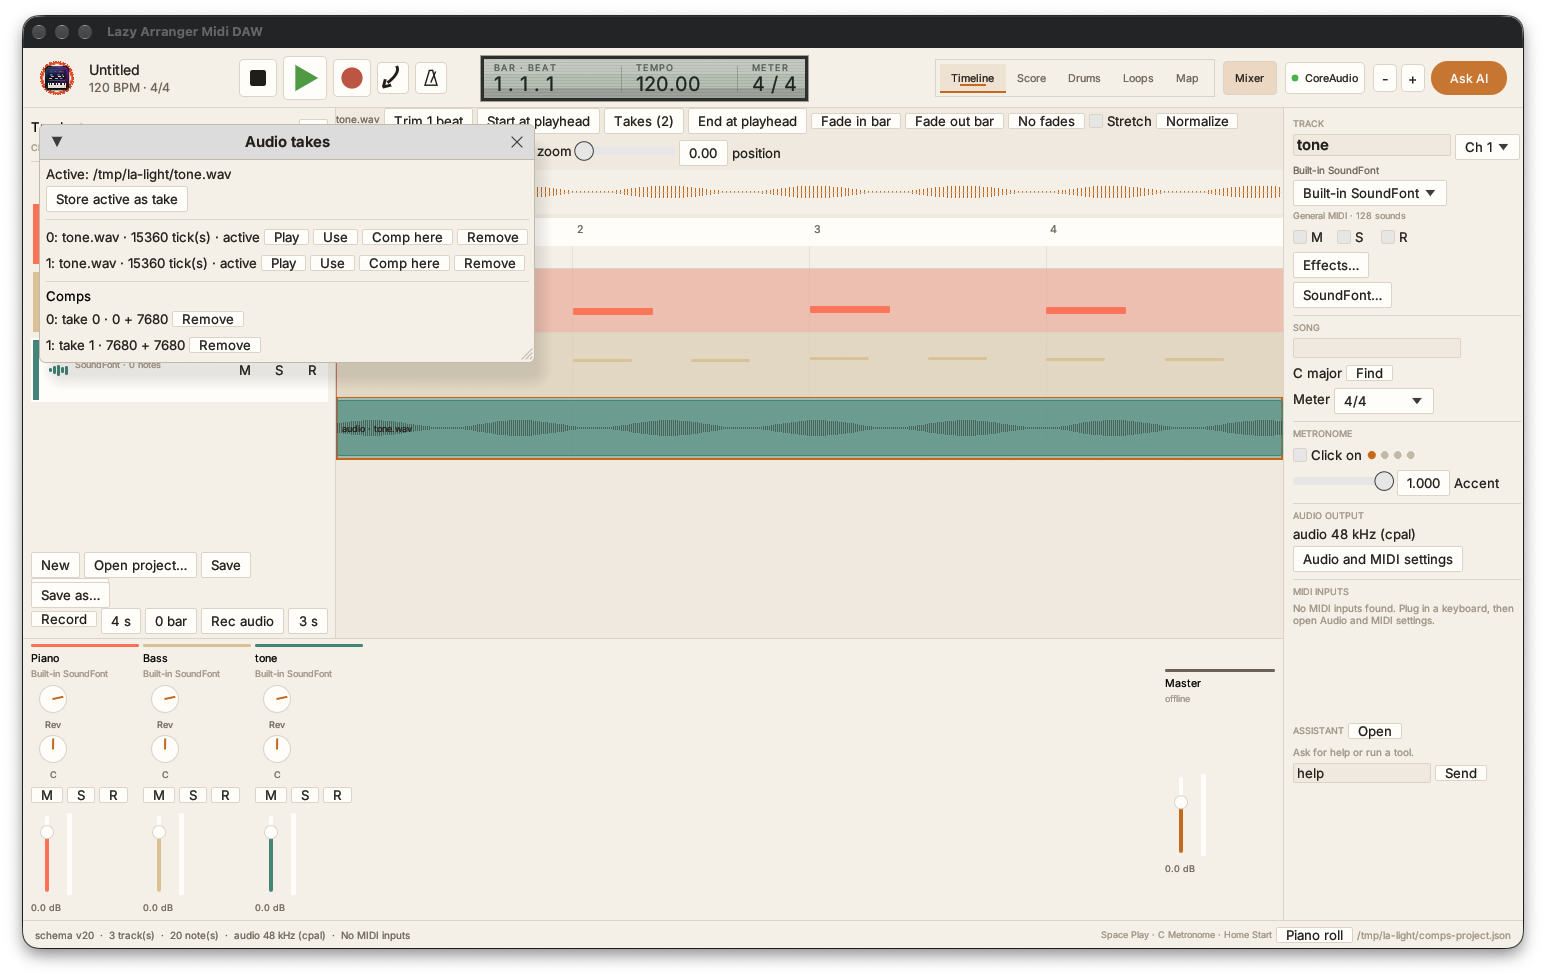 Lazy Arranger Midi DAW
Untitled
120 BPM · 4/4
BAR · BEAT
1 . 1 . 1
TEMPO
120.00
METER
4 / 4
Timeline
Score
Drums
Loops
Map
Mixer
CoreAudio
-
+
Ask AI
tone.wav
Trim 1 beat
Start at playhead
Takes (2)
End at playhead
Fade in bar
Fade out bar
No fades
Stretch
Normalize
zoom
0.00
position
Audio takes
Active: /tmp/la-light/tone.wav
Store active as take
0: tone.wav · 15360 tick(s) · active
Play
Use
Comp here
Remove
1: tone.wav · 15360 tick(s) · active
Play
Use
Comp here
Remove
Comps
0: take 0 · 0 + 7680
Remove
1: take 1 · 7680 + 7680
Remove
SoundFont · 0 notes
M
S
R
2
3
4
audio · tone.wav
New
Open project...
Save
Save as...
Record
4 s
0 bar
Rec audio
3 s
TRACK
tone
Ch 1
Built-in SoundFont
Built-in SoundFont
General MIDI · 128 sounds
M
S
R
Effects...
SoundFont...
SONG
C major
Find
Meter
4/4
METRONOME
Click on
1.000
Accent
AUDIO OUTPUT
audio 48 kHz (cpal)
Audio and MIDI settings
MIDI INPUTS
No MIDI inputs found. Plug in a keyboard, then
open Audio and MIDI settings.
ASSISTANT
Open
Ask for help or run a tool.
help
Send
Piano
Built-in SoundFont
Rev
C
M
S
R
0.0 dB
Bass
Built-in SoundFont
Rev
C
M
S
R
0.0 dB
tone
Built-in SoundFont
Rev
C
M
S
R
0.0 dB
Master
offline
0.0 dB
schema v20 · 3 track(s) · 20 note(s) · audio 48 kHz (cpal) · No MIDI inputs
Space Play · C Metronome · Home Start
Piano roll
/tmp/la-light/comps-project.json